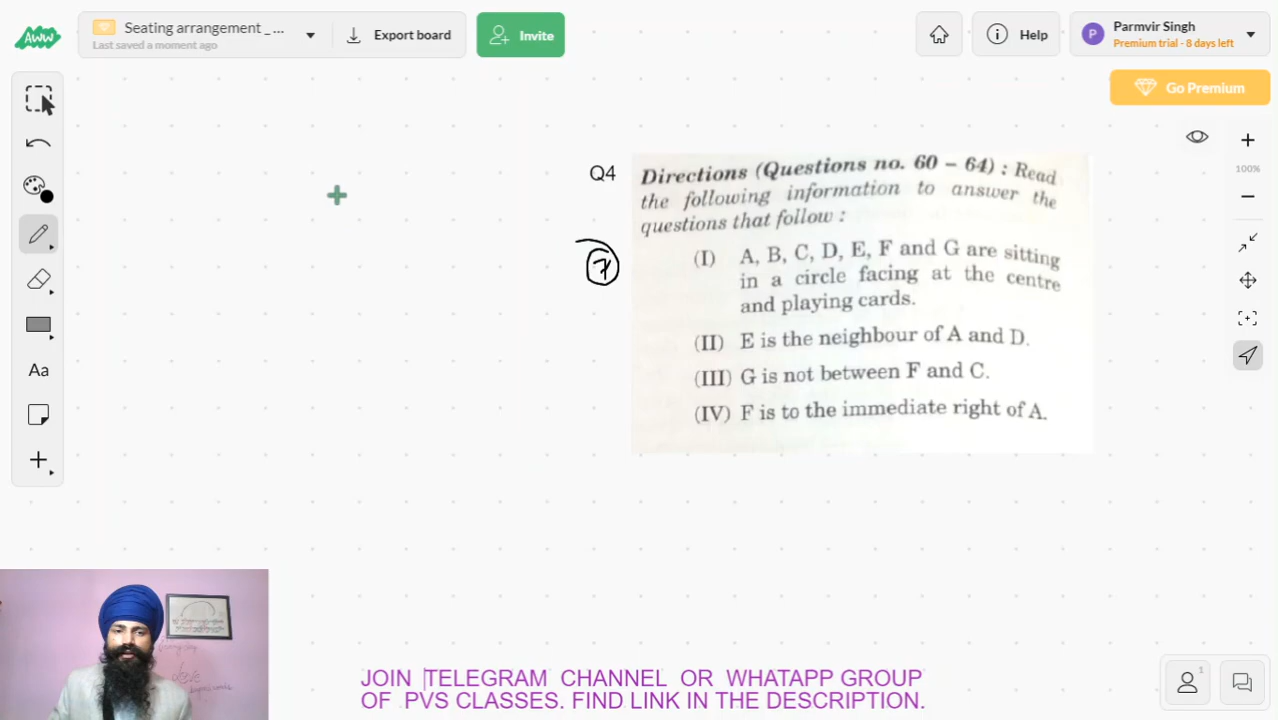 AWW
Seating arrangement _ ...
Last saved a moment ago
Export board
Invite
Help
P
Parmvir Singh
Premium trial - 8 days left
Go Premium
100%
Aa
Q4
Directions (Questions no. 60 – 64) : Read
the following information to answer the
questions that follow :
7
(I) A, B, C, D, E, F and G are sitting
in a circle facing at the centre
and playing cards.
(II) E is the neighbour of A and D.
(III) G is not between F and C.
(IV) F is to the immediate right of A.
1
JOIN TELEGRAM CHANNEL OR WHATAPP GROUP
OF PVS CLASSES. FIND LINK IN THE DESCRIPTION.